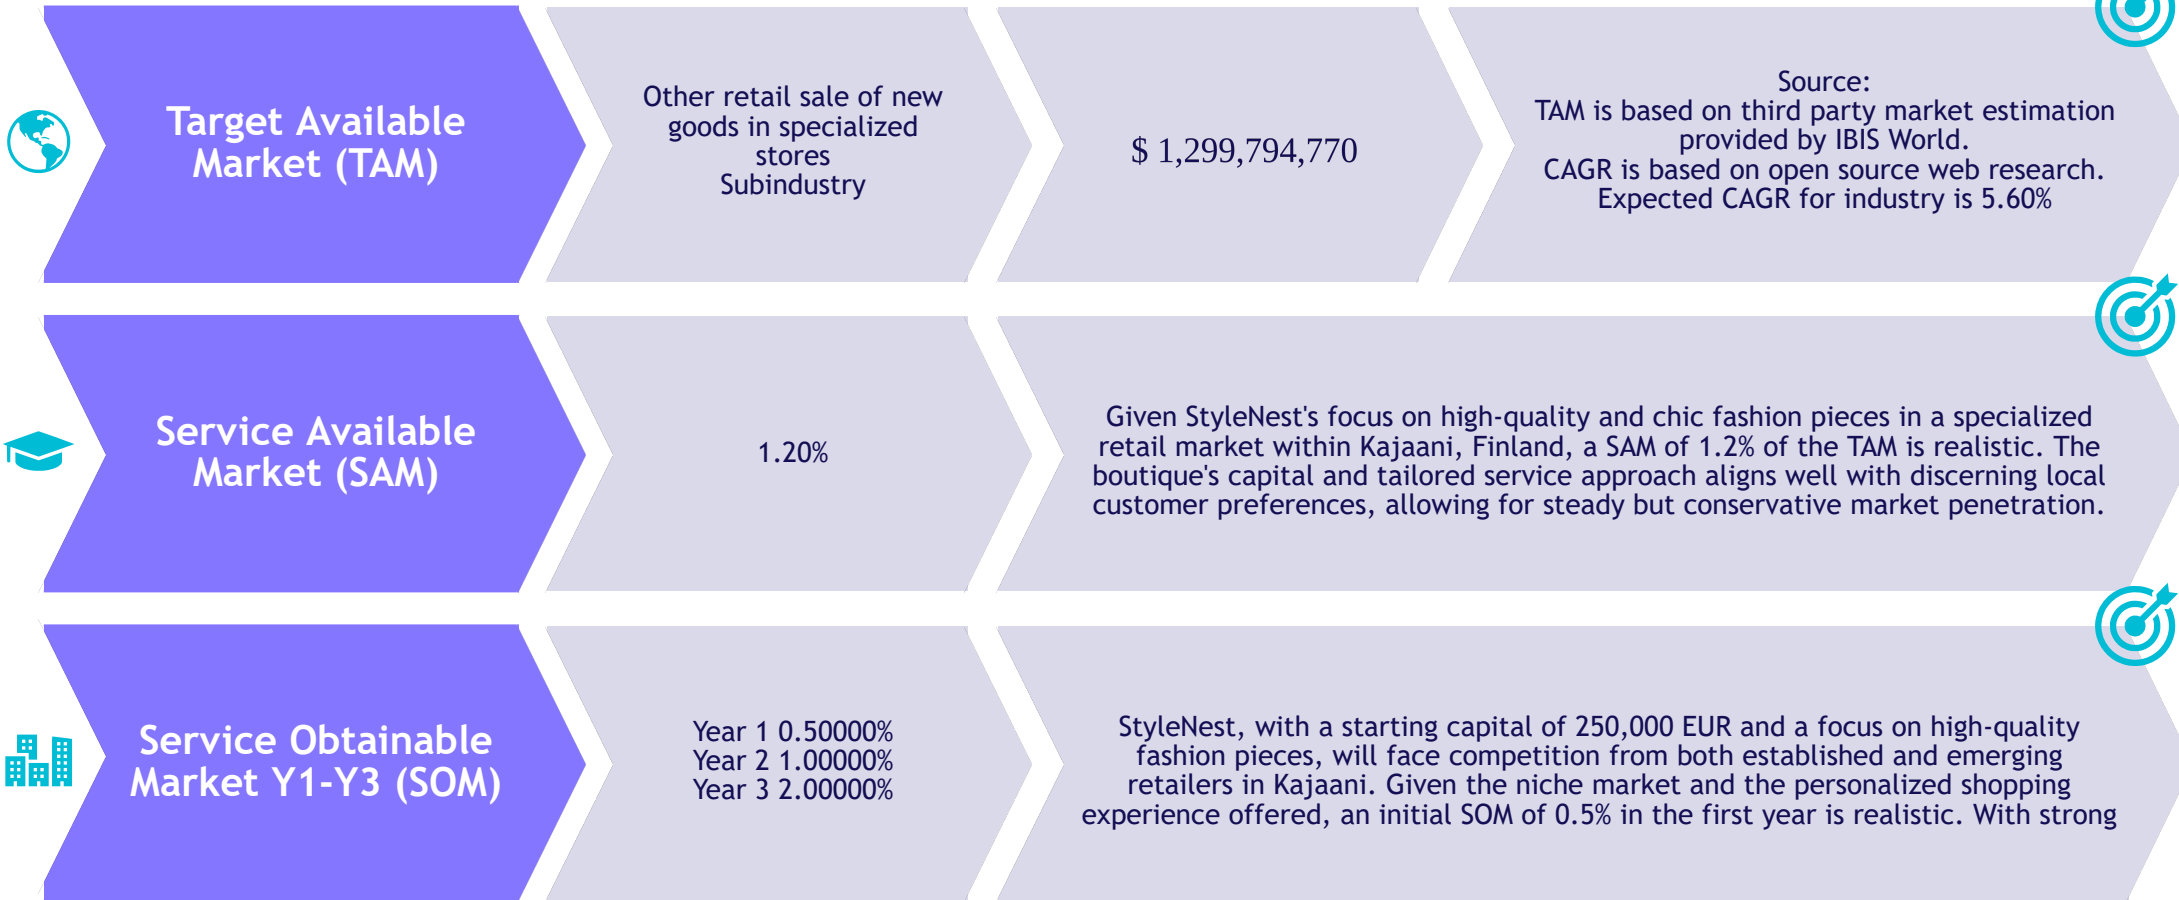 Target Available
Market (TAM)
Other retail sale of new
goods in specialized
stores
Subindustry
$ 1,299,794,770
Source:
TAM is based on third party market estimation
provided by IBIS World.
CAGR is based on open source web research.
Expected CAGR for industry is 5.60%
Service Available
Market (SAM)
1.20%
Given StyleNest's focus on high-quality and chic fashion pieces in a specialized
retail market within Kajaani, Finland, a SAM of 1.2% of the TAM is realistic. The
boutique's capital and tailored service approach aligns well with discerning local
customer preferences, allowing for steady but conservative market penetration.
Service Obtainable
Market Y1-Y3 (SOM)
Year 1 0.50000%
Year 2 1.00000%
Year 3 2.00000%
StyleNest, with a starting capital of 250,000 EUR and a focus on high-quality
fashion pieces, will face competition from both established and emerging
retailers in Kajaani. Given the niche market and the personalized shopping
experience offered, an initial SOM of 0.5% in the first year is realistic. With strong